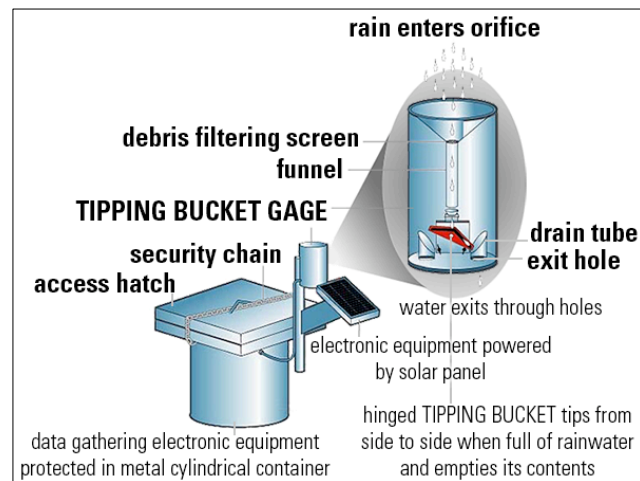 rain enters orifice
debris filtering screen
funnel
TIPPING BUCKET GAGE
security chain
access hatch
drain tube
exit hole
water exits through holes
electronic equipment powered
by solar panel
data gathering electronic equipment
protected in metal cylindrical container
hinged TIPPING BUCKET tips from
side to side when full of rainwater
and empties its contents